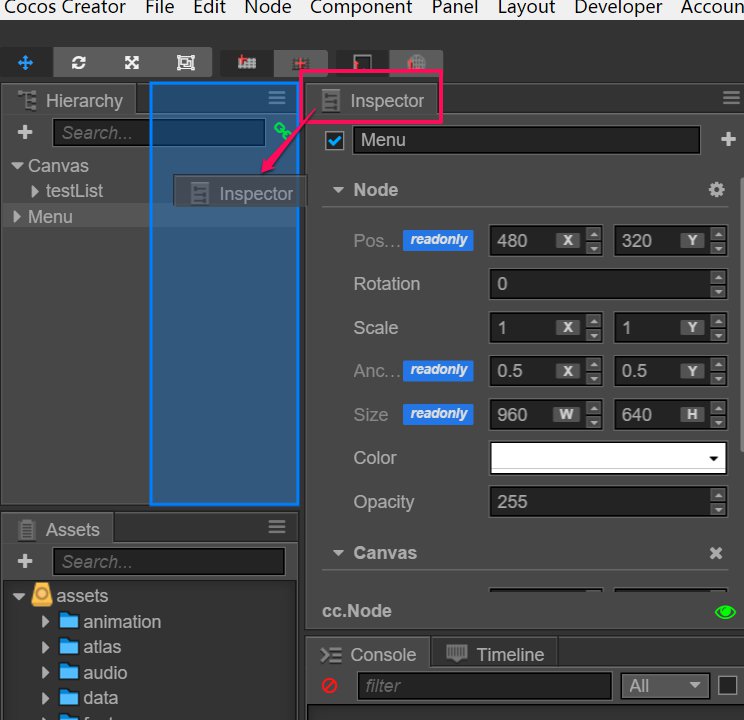 Cocos Creator File Edit Node Component Panel Layout Developer Accoun
Hierarchy
Inspector
Search...
Menu
Canvas
testList
Menu
Inspector
Node
Pos... readonly 480 X 320 Y
Rotation 0
Scale 1 X 1 Y
Anc... readonly 0.5 X 0.5 Y
Size readonly 960 W 640 H
Color
Opacity 255
Canvas
cc.Node
Assets
Search...
assets
animation
atlas
audio
data
Console Timeline
filter All